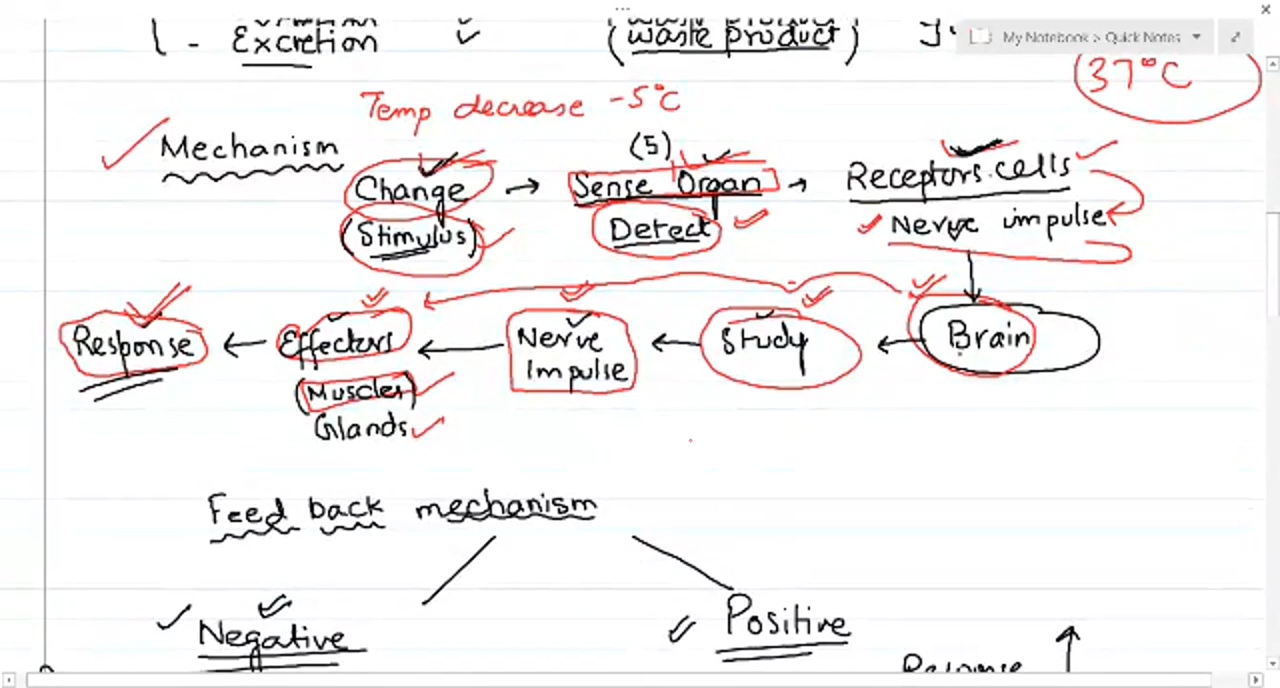 - Excretion (waste product)
My Notebook > Quick Notes
37°C
Temp decrease -5°C
Mechanism
(5)
Change → Sense Organ → Receptors cells
(Stimulus) Detect Nerve impulse
Response ← Effectors ← Nerve Impulse ← Study ← Brain
(Muscles)
Glands
Feed back mechanism
Negative Positive
Response